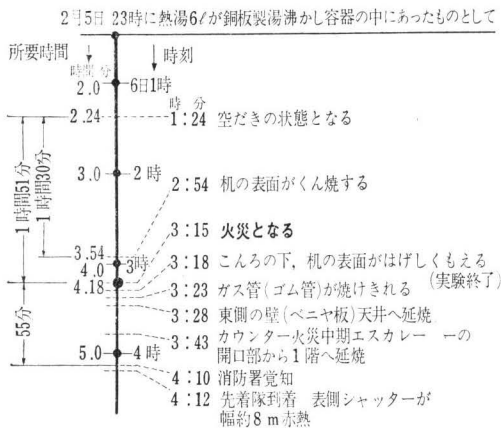 2月5日 23時に熱湯6ℓが銅板製湯沸かし容器の中にあったものとして
所要時間
時刻
時間 分
2.0
6日1時
時 分
2.24
1:24 空だきの状態となる
1時間51分
1時間30分
3.0
2時
2:54 机の表面がくん焼する
3:15 火災となる
3.54
3時
4.0
3:18 こんろの下，机の表面がはげしくもえる
(実験終了)
4.18
3:23 ガス管(ゴム管)が焼けきれる
3:28 東側の壁(ベニヤ板)天井へ延焼
55分
3:43 カウンター火災中期エスカレー ーの
開口部から1階へ延焼
5.0
4時
4:10 消防署覚知
4:12 先着隊到着 表側シャッターが
幅約8m赤熱